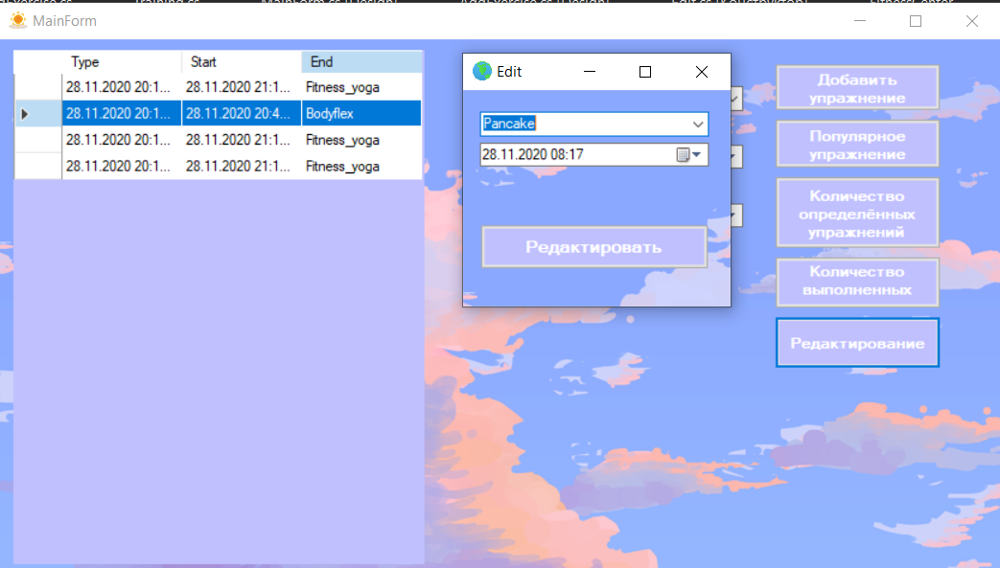 MainForm
Type Start End
28.11.2020 20:1... 28.11.2020 21:1... Fitness_yoga
28.11.2020 20:1... 28.11.2020 20:4... Bodyflex
28.11.2020 20:1... 28.11.2020 21:1... Fitness_yoga
28.11.2020 20:1... 28.11.2020 21:1... Fitness_yoga
Edit
Pancake
28.11.2020 08:17
Редактировать
Добавить
упражнение
Популярное
упражнение
Количество
определённых
упражнений
Количество
выполненных
Редактирование